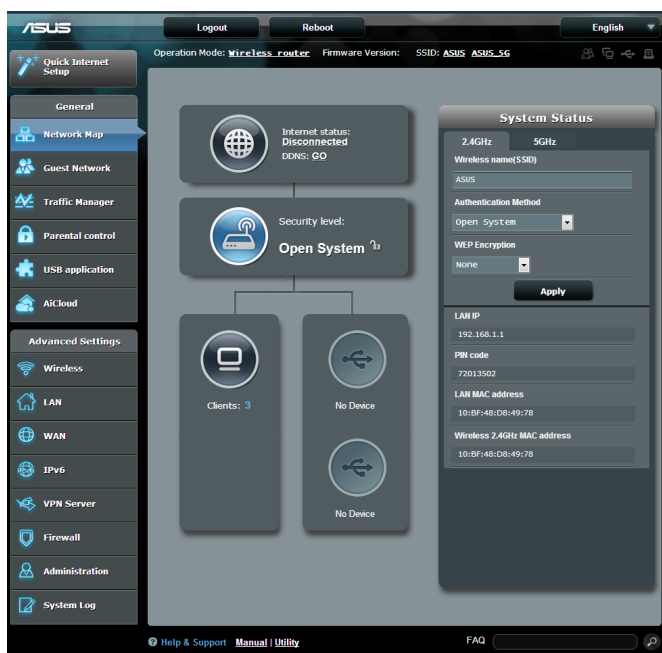 ASUS
Logout
Reboot
English
Operation Mode: Wireless router Firmware Version: SSID: ASUS ASUS_5G
Quick Internet
Setup
General
Network Map
Guest Network
Traffic Manager
Parental control
USB application
AiCloud
Advanced Settings
Wireless
LAN
WAN
IPv6
VPN Server
Firewall
Administration
System Log
Internet status:
Disconnected
DDNS: GO
Security level:
Open System
Clients: 3
No Device
No Device
System Status
2.4GHz 5GHz
Wireless name(SSID)
ASUS
Authentication Method
Open System
WEP Encryption
None
Apply
LAN IP
192.168.1.1
PIN code
72013502
LAN MAC address
10:BF:48:D8:49:78
Wireless 2.4GHz MAC address
10:BF:48:D8:49:78
Help & Support Manual | Utility
FAQ